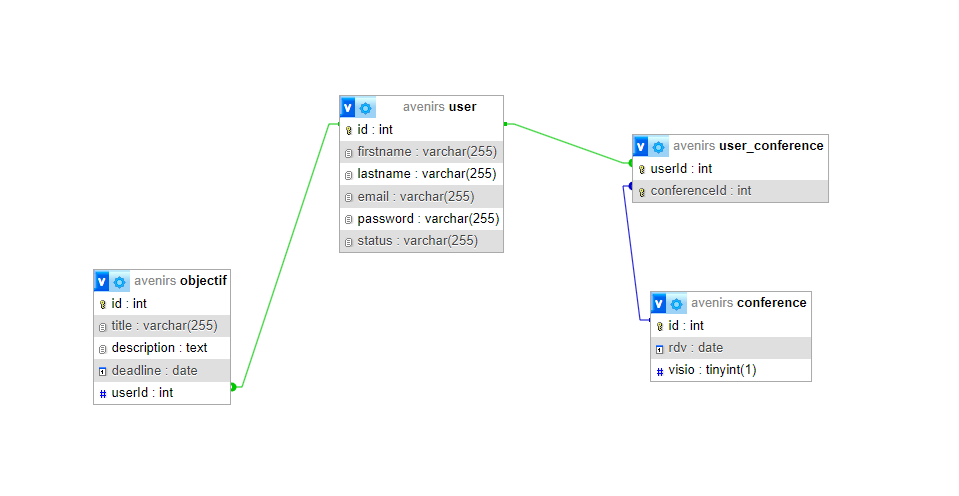 v avenirs user
id : int
firstname : varchar(255)
lastname : varchar(255)
email : varchar(255)
password : varchar(255)
status : varchar(255)
v avenirs user_conference
userId : int
conferenceId : int
v avenirs objectif
id : int
title : varchar(255)
description : text
deadline : date
# userId : int
v avenirs conference
id : int
rdv : date
# visio : tinyint(1)